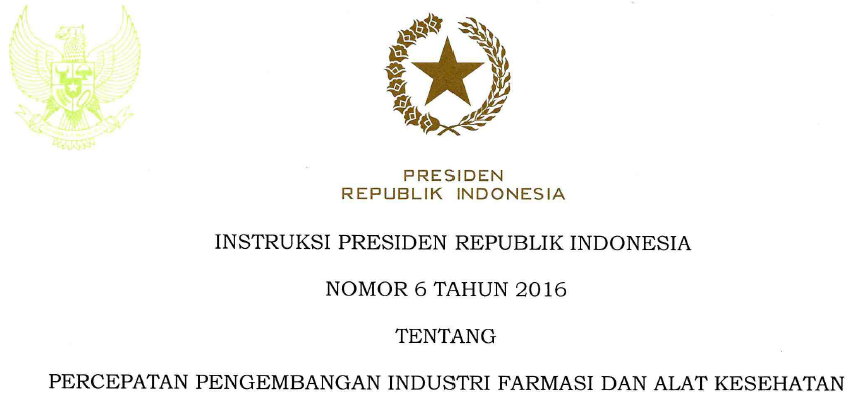 PRESIDEN
REPUBLIK INDONESIA
INSTRUKSI PRESIDEN REPUBLIK INDONESIA
NOMOR 6 TAHUN 2016
TENTANG
PERCEPATAN PENGEMBANGAN INDUSTRI FARMASI DAN ALAT KESEHATAN